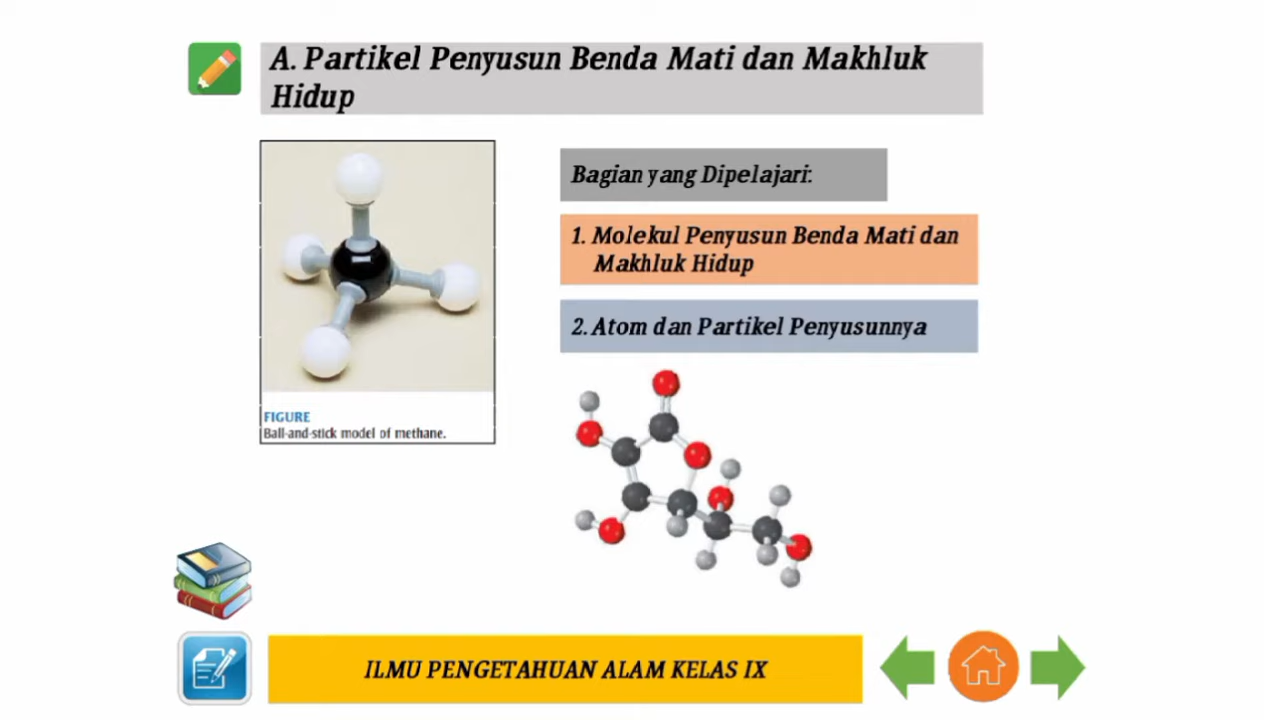 A. Partikel Penyusun Benda Mati dan Makhluk
Hidup
Bagian yang Dipelajari:
1. Molekul Penyusun Benda Mati dan
Makhluk Hidup
2. Atom dan Partikel Penyusunnya
FIGURE
Ball-and-stick model of methane.
ILMU PENGETAHUAN ALAM KELAS IX